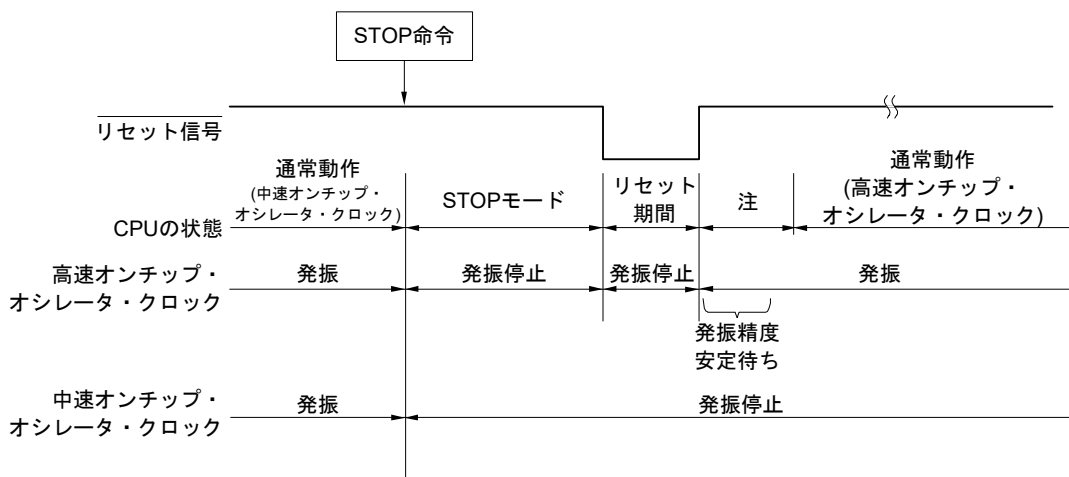 STOP命令
リセット信号
通常動作
(中速オンチップ・
オシレータ・クロック)
STOPモード
リセット
期間
注
通常動作
(高速オンチップ・
オシレータ・クロック)
CPUの状態
高速オンチップ・
オシレータ・クロック
発振
発振停止
発振停止
発振
発振精度
安定待ち
中速オンチップ・
オシレータ・クロック
発振
発振停止